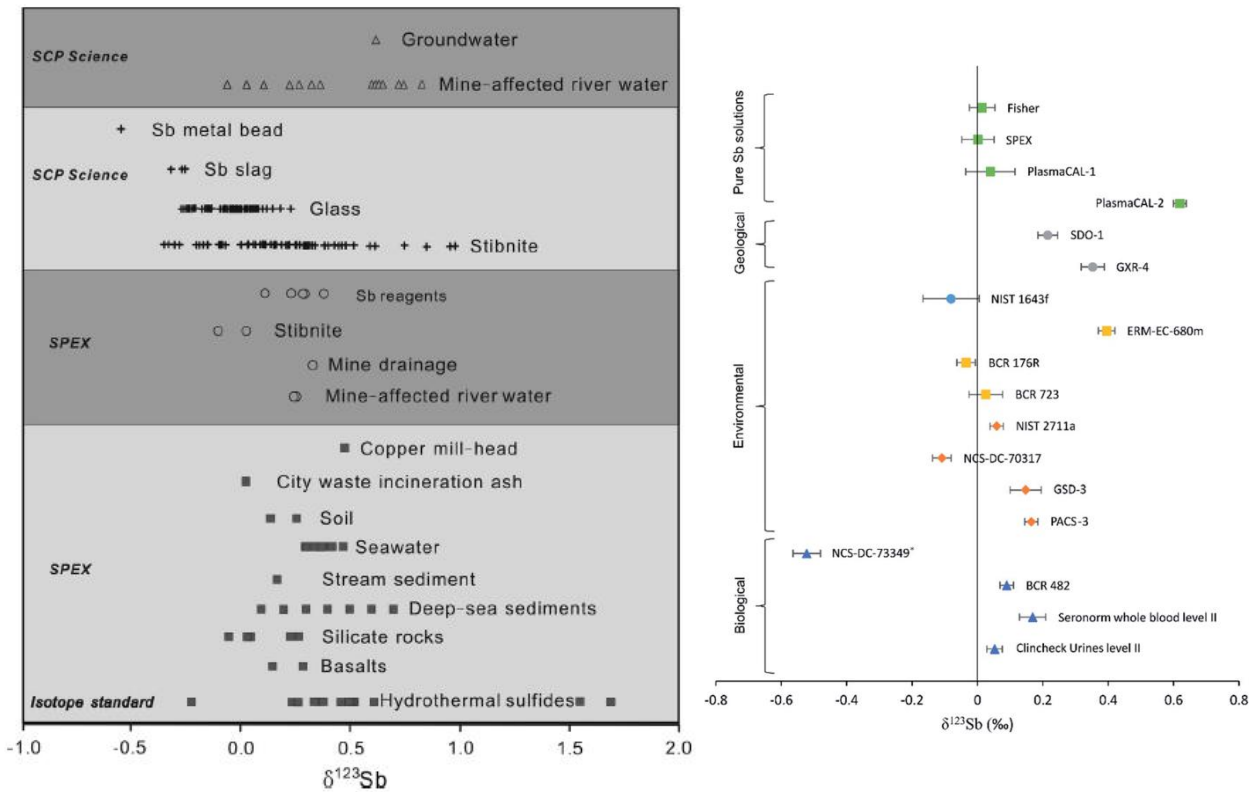 SCP Science
Groundwater
Mine-affected river water
Sb metal bead
SCP Science
Sb slag
Glass
Stibnite
Sb reagents
Stibnite
SPEX
Mine drainage
Mine-affected river water
Copper mill-head
City waste incineration ash
Soil
Seawater
SPEX
Stream sediment
Deep-sea sediments
Silicate rocks
Basalts
Isotope standard
Hydrothermal sulfides
-1.0 -0.5 0.0 0.5 1.0 1.5 2.0
δ¹²³Sb
Pure Sb solutions
Fisher
SPEX
PlasmaCAL-1
PlasmaCAL-2
Geological
SDO-1
GXR-4
Environmental
NIST 1643f
ERM-EC-680m
BCR 176R
BCR 723
NIST 2711a
NCS-DC-70317
GSD-3
PACS-3
Biological
NCS-DC-73349*
BCR 482
Seronorm whole blood level II
Clincheck Urines level II
-0.8 -0.6 -0.4 -0.2 0 0.2 0.4 0.6 0.8
δ¹²³Sb (‰)